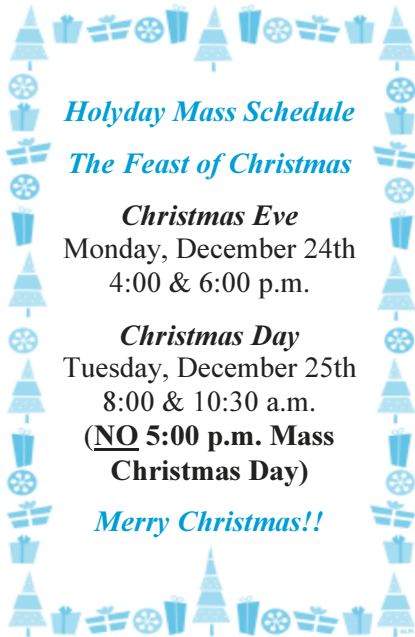 Holyday Mass Schedule
The Feast of Christmas
Christmas Eve
Monday, December 24th
4:00 & 6:00 p.m.
Christmas Day
Tuesday, December 25th
8:00 & 10:30 a.m.
(NO 5:00 p.m. Mass
Christmas Day)
Merry Christmas!!